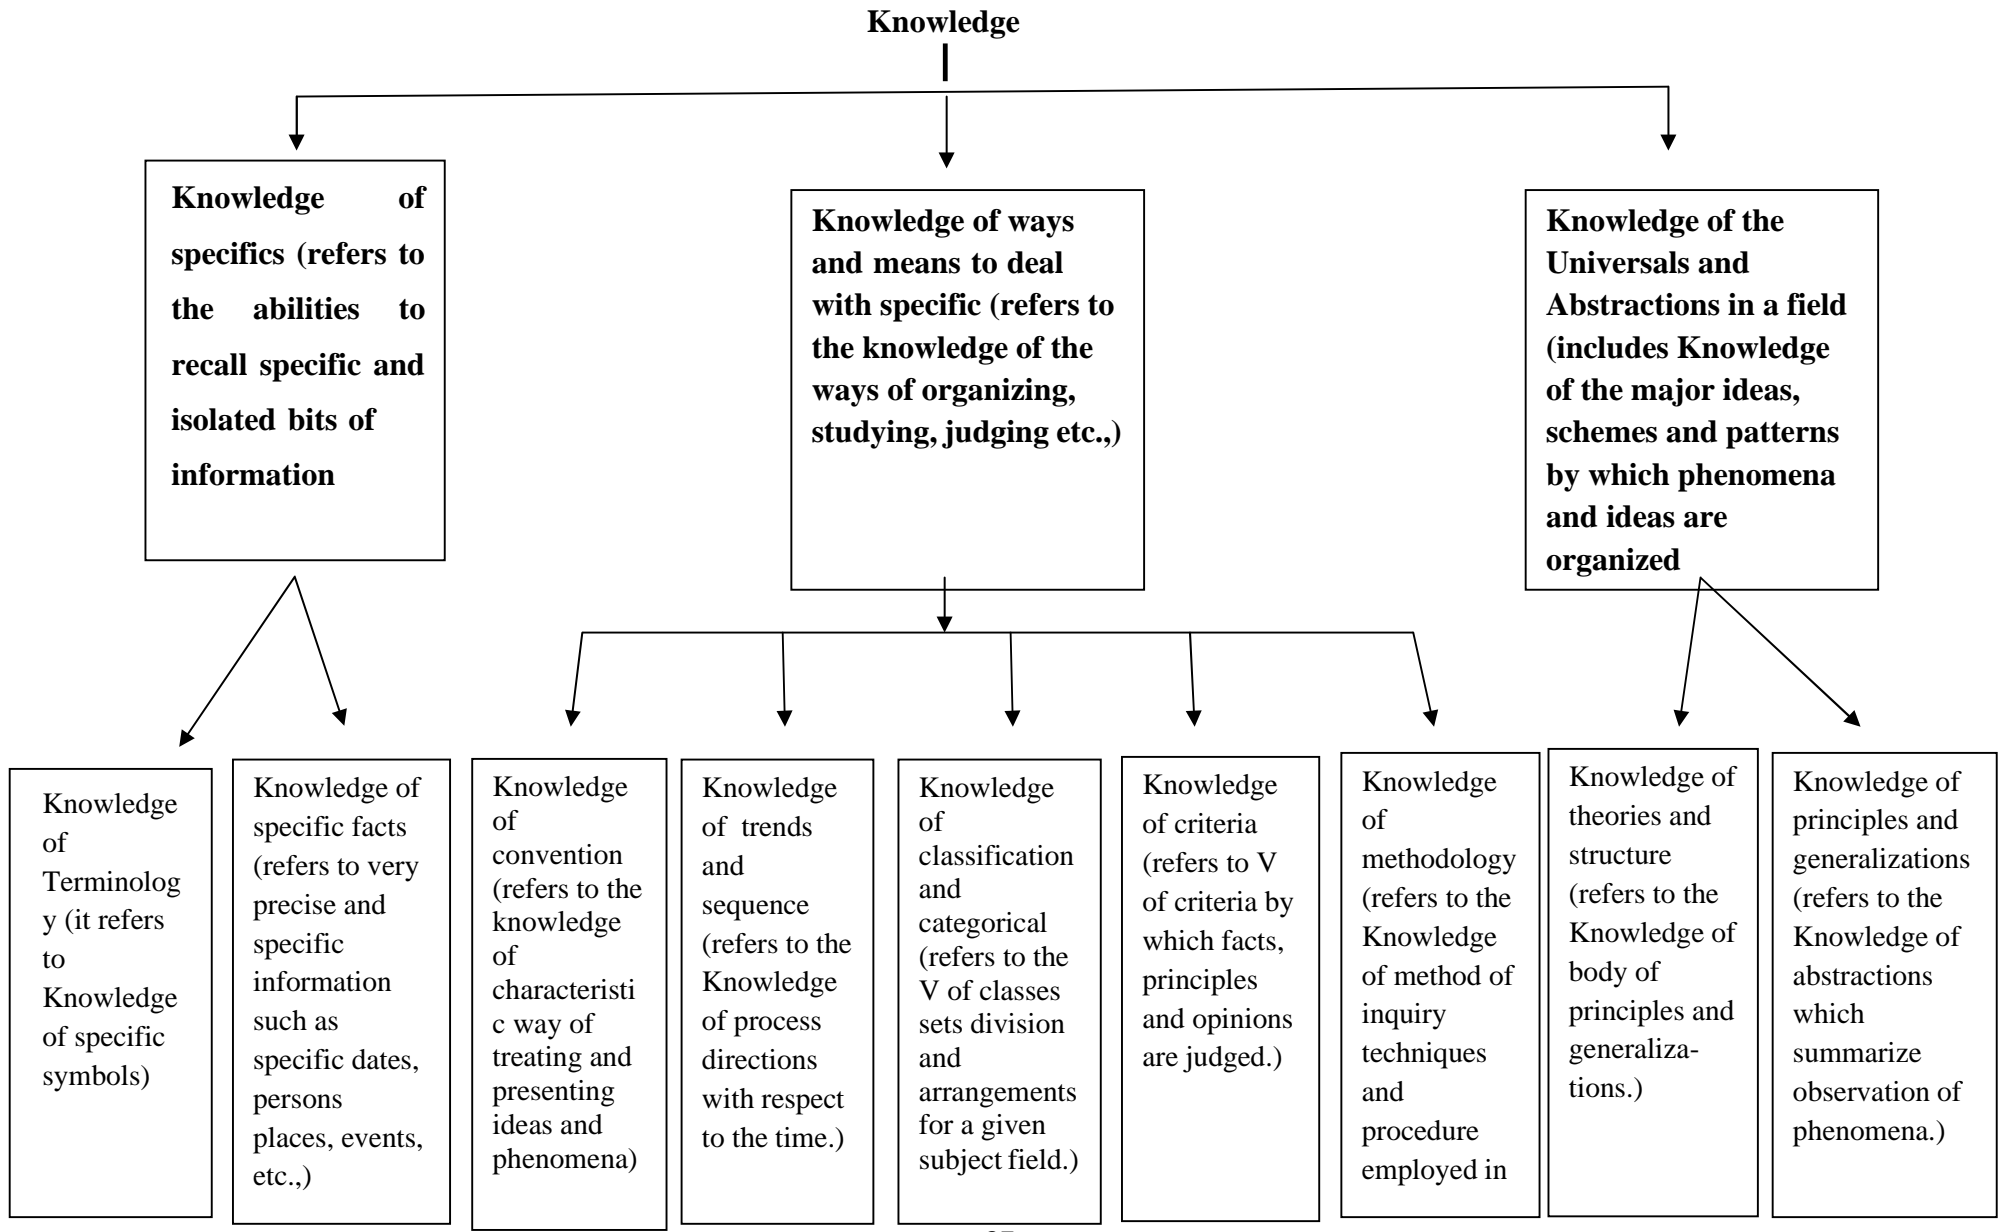 Knowledge
Knowledge of
specifics (refers to
the abilities to
recall specific and
isolated bits of
information
Knowledge of ways
and means to deal
with specific (refers to
the knowledge of the
ways of organizing,
studying, judging etc.,)
Knowledge of the
Universals and
Abstractions in a field
(includes Knowledge
of the major ideas,
schemes and patterns
by which phenomena
and ideas are
organized
Knowledge
of
Terminolog
y (it refers
to
Knowledge
of specific
symbols)
Knowledge of
specific facts
(refers to very
precise and
specific
information
such as
specific dates,
persons
places, events,
etc.,)
Knowledge
of
convention
(refers to the
knowledge
of
characteristi
c way of
treating and
presenting
ideas and
phenomena)
Knowledge
of trends
and
sequence
(refers to the
Knowledge
of process
directions
with respect
to the time.)
Knowledge
of
classification
and
categorical
(refers to the
V of classes
sets division
and
arrangements
for a given
subject field.)
Knowledge
of criteria
(refers to V
of criteria by
which facts,
principles
and opinions
are judged.)
Knowledge
of
methodology
(refers to the
Knowledge
of method of
inquiry
techniques
and
procedure
employed in
Knowledge of
theories and
structure
(refers to the
Knowledge of
body of
principles and
generaliza-
tions.)
Knowledge of
principles and
generalizations
(refers to the
Knowledge of
abstractions
which
summarize
observation of
phenomena.)